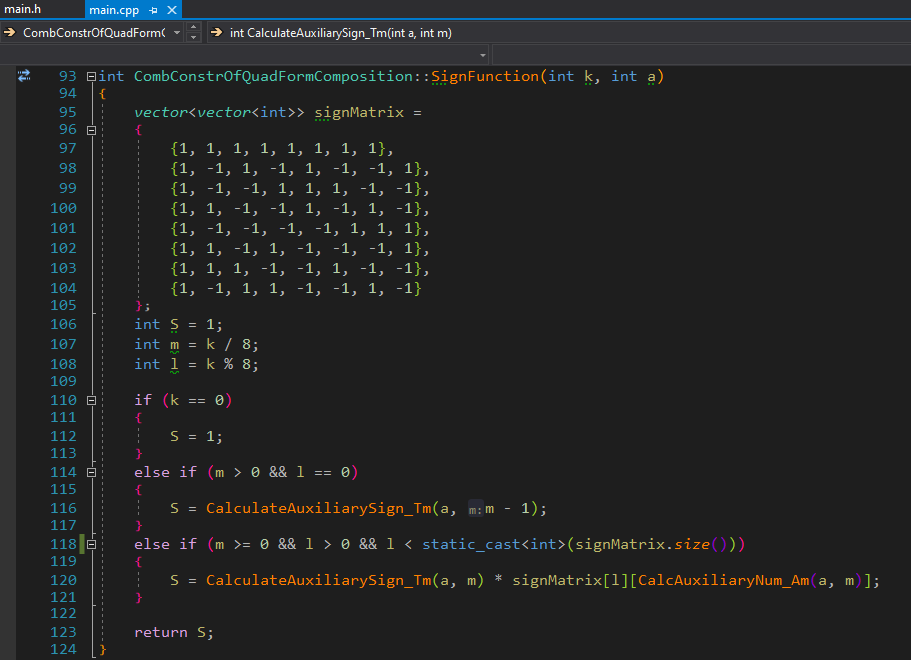 main.h
main.cpp
CombConstrOfQuadForm
int CalculateAuxiliarySign_Tm(int a, int m)
93 int CombConstrOfQuadFormComposition::SignFunction(int k, int a)
94 {
95 vector<vector<int>> signMatrix =
96 {
97 {1, 1, 1, 1, 1, 1, 1, 1},
98 {1, -1, 1, -1, 1, -1, -1, 1},
99 {1, -1, -1, 1, 1, 1, -1, -1},
100 {1, 1, -1, -1, 1, -1, 1, -1},
101 {1, -1, -1, -1, -1, 1, 1, 1},
102 {1, 1, -1, 1, -1, -1, -1, 1},
103 {1, 1, 1, -1, -1, 1, -1, -1},
104 {1, -1, 1, 1, -1, -1, 1, -1}
105 };
106 int S = 1;
107 int m = k / 8;
108 int l = k % 8;
109
110 if (k == 0)
111 {
112 S = 1;
113 }
114 else if (m > 0 && l == 0)
115 {
116 S = CalculateAuxiliarySign_Tm(a, m:m - 1);
117 }
118 else if (m >= 0 && l > 0 && l < static_cast<int>(signMatrix.size()))
119 {
120 S = CalculateAuxiliarySign_Tm(a, m) * signMatrix[l][CalcAuxiliaryNum_Am(a, m)];
121 }
122
123 return S;
124 }